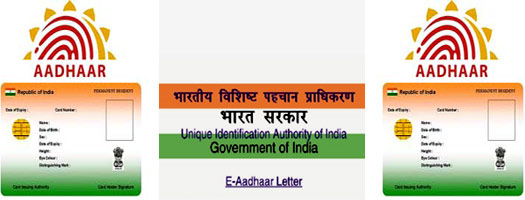 AADHAAR
Republic of India
PERMANENT RESIDENT
Date of Expiry :
Card Number :
Name :
Date of Birth :
Sex :
Date of Expiry :
Height :
Eye Colour :
Distinguishing Mark :
Card Issuing Authority
Card Holder Signature
भारतीय विशिष्ट पहचान प्राधिकरण
भारत सरकार
Unique Identification Authority of India
Government of India
E-Aadhaar Letter
AADHAAR
Republic of India
PERMANENT RESIDENT
Date of Expiry :
Card Number :
Name :
Date of Birth :
Sex :
Date of Expiry :
Height :
Eye Colour :
Distinguishing Mark :
Card Issuing Authority
Card Holder Signature